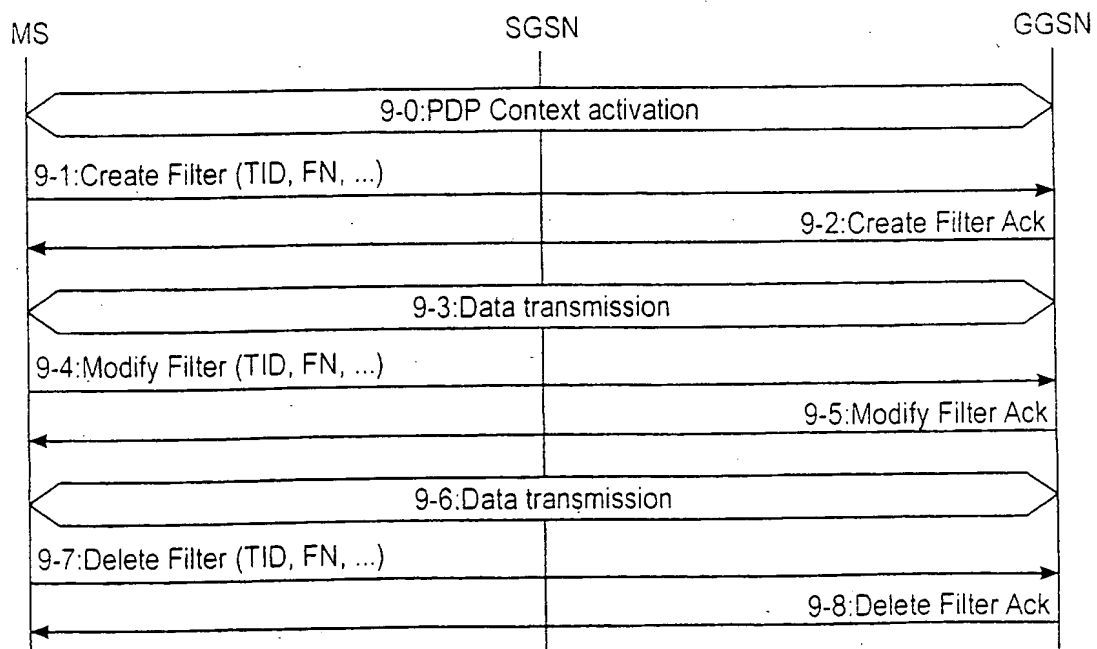 MS
SGSN
GGSN
9-0:PDP Context activation
9-1:Create Filter (TID, FN, ...)
9-2:Create Filter Ack
9-3:Data transmission
9-4:Modify Filter (TID, FN, ...)
9-5:Modify Filter Ack
9-6:Data transmission
9-7:Delete Filter (TID, FN, ...)
9-8:Delete Filter Ack